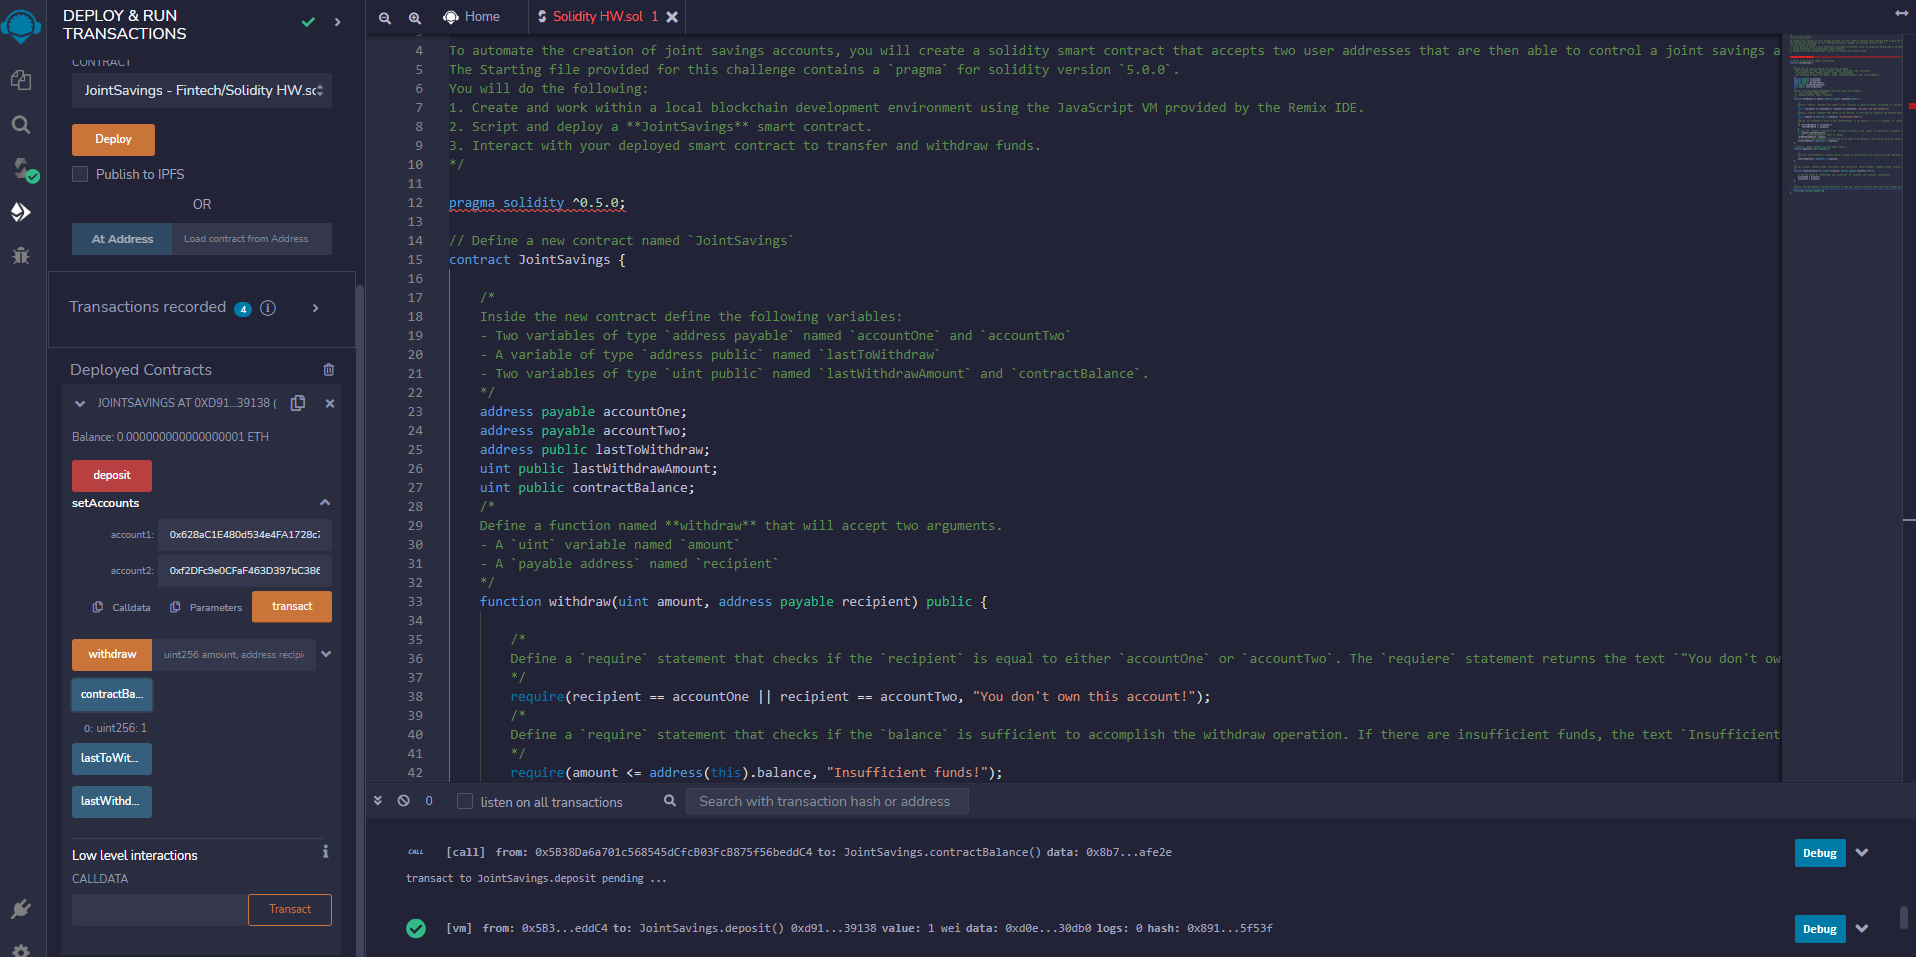 DEPLOY & RUN
TRANSACTIONS
CONTRACT
JointSavings - Fintech/Solidity HW.sc
Deploy
Publish to IPFS
OR
At Address
Load contract from Address
Transactions recorded 4 i
Deployed Contracts
JOINTSAVINGS AT 0XD91...39138 (
Balance: 0.000000000000000001 ETH
deposit
setAccounts
account1: 0x628aC1E480d534e4FA1728c7
account2: 0xf2DFc9e0CFaF463D397bC386
Calldata Parameters transact
withdraw uint256 amount, address recipi
contractBa...
0: uint256: 1
lastToWit...
lastWithd...
Low level interactions i
CALLDATA
Transact
Home
Solidity HW.sol 1
4 To automate the creation of joint savings accounts, you will create a solidity smart contract that accepts two user addresses that are then able to control a joint savings a
5 The Starting file provided for this challenge contains a `pragma` for solidity version `5.0.0`.
6 You will do the following:
7 1. Create and work within a local blockchain development environment using the JavaScript VM provided by the Remix IDE.
8 2. Script and deploy a **JointSavings** smart contract.
9 3. Interact with your deployed smart contract to transfer and withdraw funds.
10 */
11
12 pragma solidity ^0.5.0;
13
14 // Define a new contract named `JointSavings`
15 contract JointSavings {
16
17 /*
18 Inside the new contract define the following variables:
19 - Two variables of type `address payable` named `accountOne` and `accountTwo`
20 - A variable of type `address public` named `lastToWithdraw`
21 - Two variables of type `uint public` named `lastWithdrawAmount` and `contractBalance`.
22 */
23 address payable accountOne;
24 address payable accountTwo;
25 address public lastToWithdraw;
26 uint public lastWithdrawAmount;
27 uint public contractBalance;
28 /*
29 Define a function named **withdraw** that will accept two arguments.
30 - A `uint` variable named `amount`
31 - A `payable address` named `recipient`
32 */
33 function withdraw(uint amount, address payable recipient) public {
34
35 /*
36 Define a `require` statement that checks if the `recipient` is equal to either `accountOne` or `accountTwo`. The `requiere` statement returns the text `"You don't ow
37 */
38 require(recipient == accountOne || recipient == accountTwo, "You don't own this account!");
39 /*
40 Define a `require` statement that checks if the `balance` is sufficient to accomplish the withdraw operation. If there are insufficient funds, the text `Insufficient
41 */
42 require(amount <= address(this).balance, "Insufficient funds!");
0 listen on all transactions Search with transaction hash or address
CALL [call] from: 0x5B38Da6a701c568545dCfcB03FcB875f56beddC4 to: JointSavings.contractBalance() data: 0x8b7...afe2e Debug
transact to JointSavings.deposit pending ...
[vm] from: 0x5B3...eddC4 to: JointSavings.deposit() 0xd91...39138 value: 1 wei data: 0xd0e...30db0 logs: 0 hash: 0x891...5f53f Debug